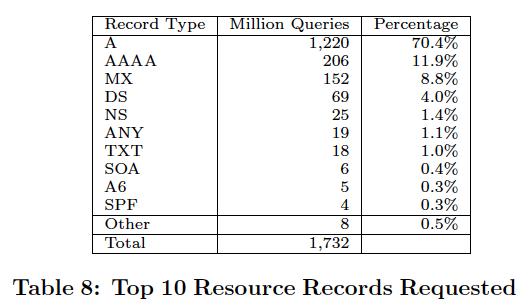 Record Type Million Queries Percentage
A 1,220 70.4%
AAAA 206 11.9%
MX 152 8.8%
DS 69 4.0%
NS 25 1.4%
ANY 19 1.1%
TXT 18 1.0%
SOA 6 0.4%
A6 5 0.3%
SPF 4 0.3%
Other 8 0.5%
Total 1,732
Table 8: Top 10 Resource Records Requested